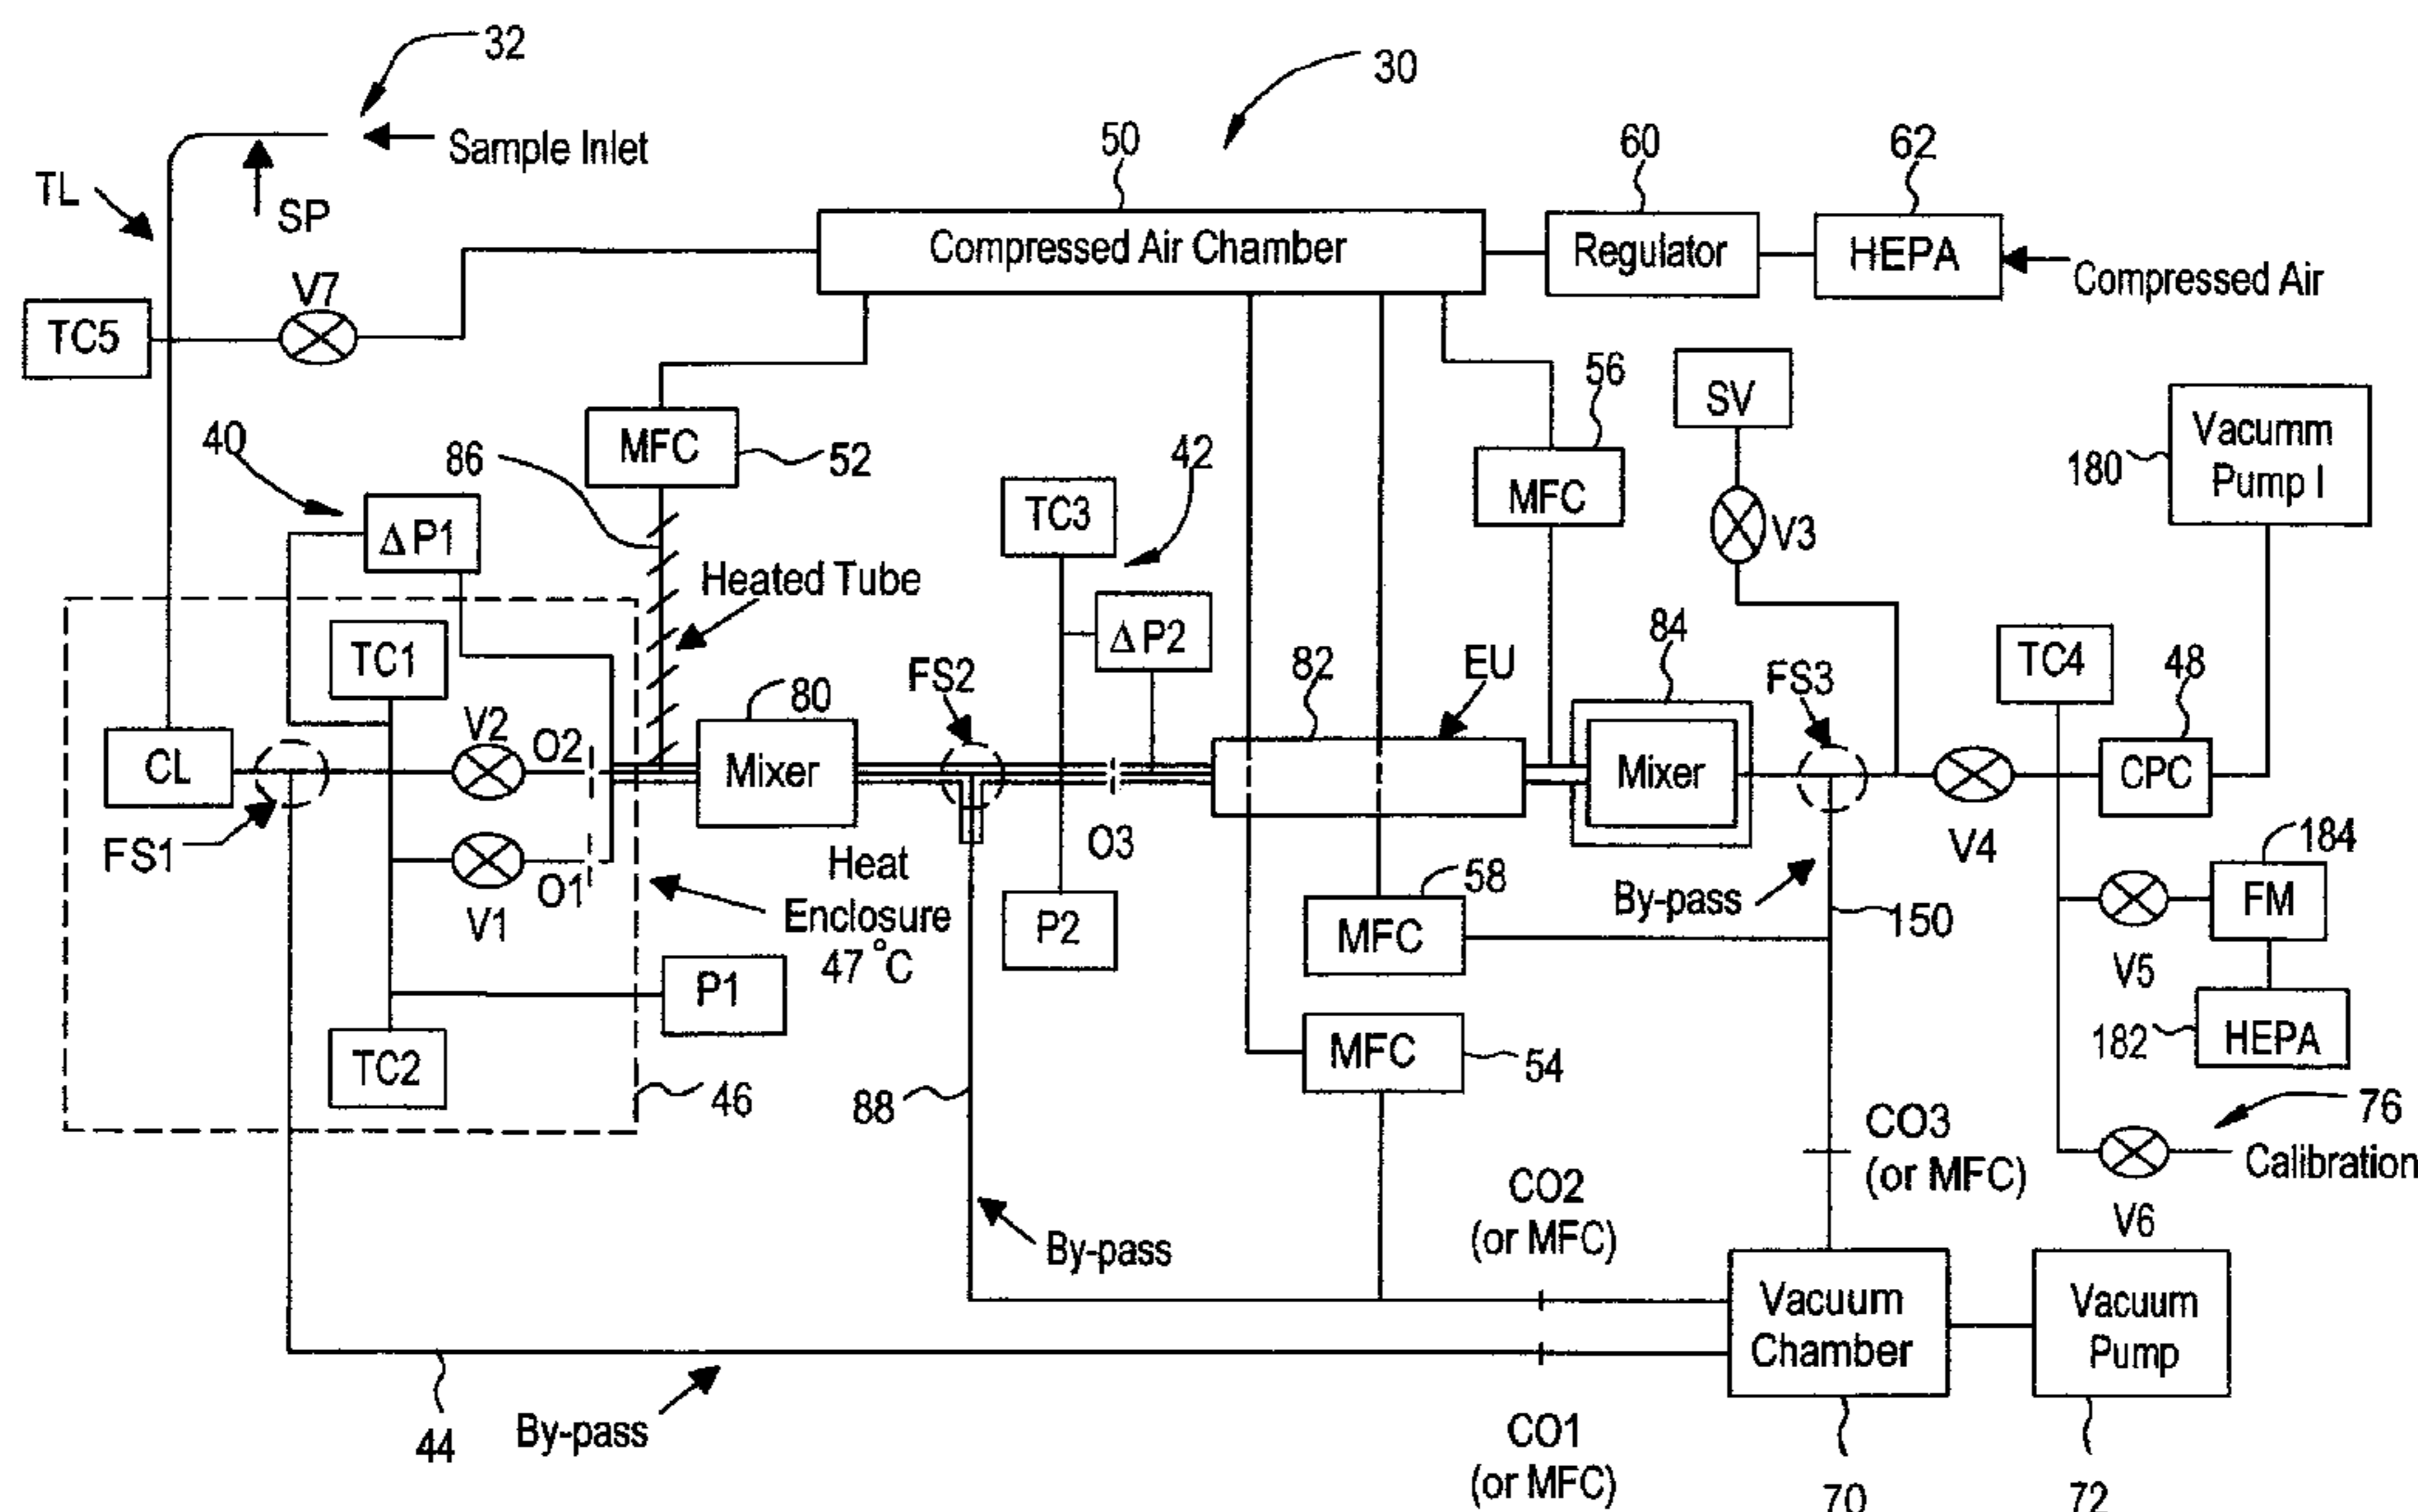 32
30
Sample Inlet
50
60
62
TL
SP
Compressed Air Chamber
Regulator
HEPA
Compressed Air
V7
TC5
56
SV
40
86
MFC
52
42
MFC
V3
180
Vacumm
Pump I
Δ P1
TC3
Heated Tube
Δ P2
TC1
80
FS2
82
EU
84
FS3
TC4
48
CL
V2
O2
Mixer
Mixer
CPC
FS1
V1
O1
Heat
Enclosure
47 °C
O3
P2
58
MFC
By-pass
150
V4
184
FM
V5
P1
TC2
46
88
MFC
54
182
HEPA
76
CO3
(or MFC)
Calibration
V6
CO2
(or MFC)
By-pass
Vacuum
Chamber
Vacuum
Pump
44
By-pass
CO1
(or MFC)
70
72